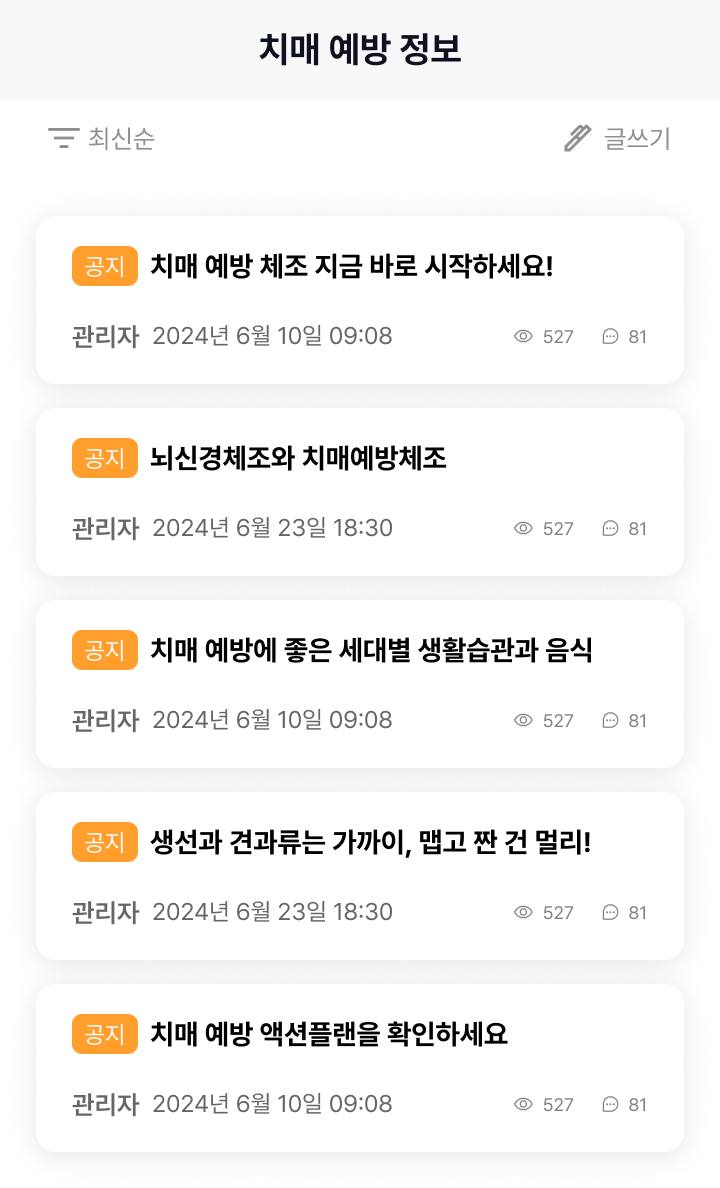 치매 예방 정보
최신순 글쓰기
공지 치매 예방 체조 지금 바로 시작하세요!
관리자 2024년 6월 10일 09:08 527 81
공지 뇌신경체조와 치매예방체조
관리자 2024년 6월 23일 18:30 527 81
공지 치매 예방에 좋은 세대별 생활습관과 음식
관리자 2024년 6월 10일 09:08 527 81
공지 생선과 견과류는 가까이, 맵고 짠 건 멀리!
관리자 2024년 6월 23일 18:30 527 81
공지 치매 예방 액션플랜을 확인하세요
관리자 2024년 6월 10일 09:08 527 81